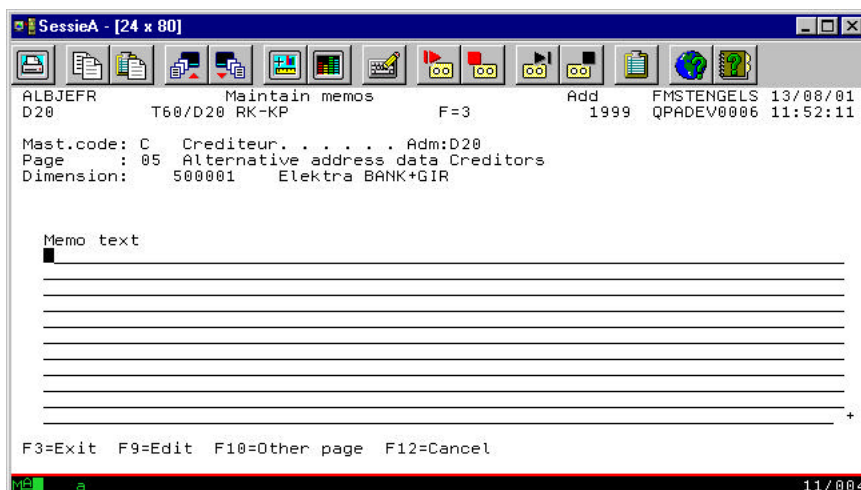 SessieA - [24 x 80]
ALBJEFR Maintain memos Add FMSTENGELS 13/08/01
D20 T60/D20 RK-KP F=3 1999 QPADEV0006 11:52:11
Mast.code: C Crediteur. . . . . . Adm:D20
Page : 05 Alternative address data Creditors
Dimension: 500001 Elektra BANK+GIR
Memo text
+
F3=Exit F9=Edit F10=Other page F12=Cancel
MA a 11/004